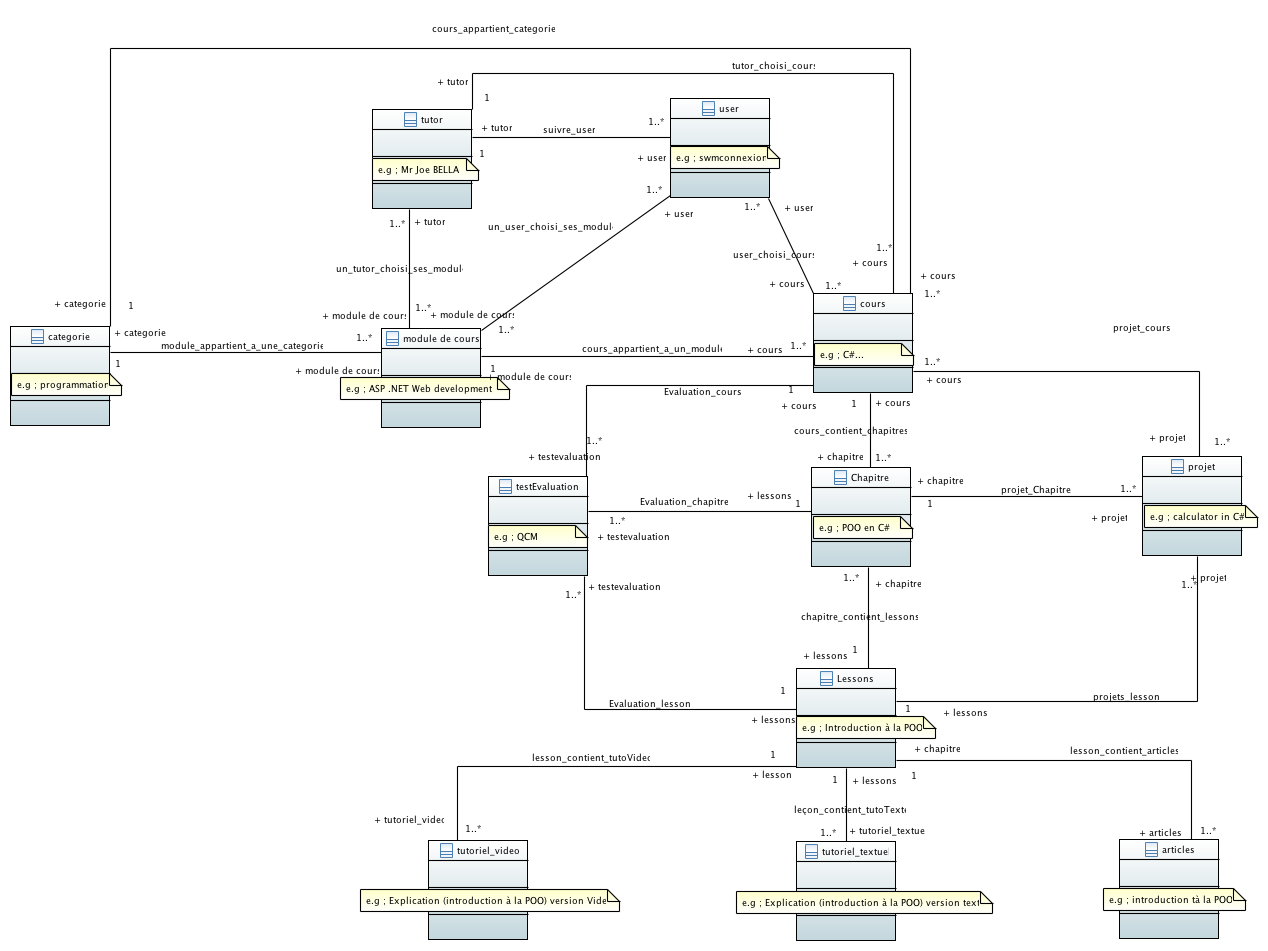 cours_appartient_categorie
tutor_choisi_cours
+ tutor
1
tutor
e.g ; Mr Joe BELLA
+ tutor
1
suivre_user
1..*
+ user
user
e.g ; swmconnexion
1..*
+ user
1..*
+ user
1..*
+ tutor
un_user_choisi_ses_module
user_choisi_cours
1..*
+ cours
un_tutor_choisi_ses_module
+ cours
1..*
+ cours
1..*
+ categorie
1
+ module de cours
1..*
+ module de cours
1..*
cours
e.g ; C#...
projet_cours
categorie
e.g ; programmation
+ categorie
1
module_appartient_a_une_categorie
1..*
+ module de cours
module de cours
e.g ; ASP .NET Web development
1
+ module de cours
cours_appartient_a_un_module
+ cours
1..*
1..*
+ cours
Evaluation_cours
1
+ cours
1
+ cours
cours_contient_chapitres
1..*
+ testevaluation
+ chapitre
1..*
+ projet
1..*
testEvaluation
e.g ; QCM
Evaluation_chapitre
+ lessons
1
1..*
+ testevaluation
Chapitre
e.g ; POO en C#
+ chapitre
1
projet_Chapitre
1..*
+ projet
projet
e.g ; calculator in C#
+ testevaluation
1..*
1..*
+ chapitre
+ projet
1..*
chapitre_contient_lessons
+ lessons
1
Lessons
e.g ; Introduction à la POO
1
Evaluation_lesson
+ lessons
projets_lesson
1
+ lessons
lesson_contient_tutoVideo
1
+ lesson
1
+ lessons
+ chapitre
1
lesson_contient_articles
leçon_contient_tutoTexte
+ tutoriel_video
1..*
1..*
+ tutoriel_textue
+ articles
1..*
tutoriel_video
e.g ; Explication (introduction à la POO) version Vide
tutoriel_textuel
e.g ; Explication (introduction à la POO) version text
articles
e.g ; introduction tà la POO